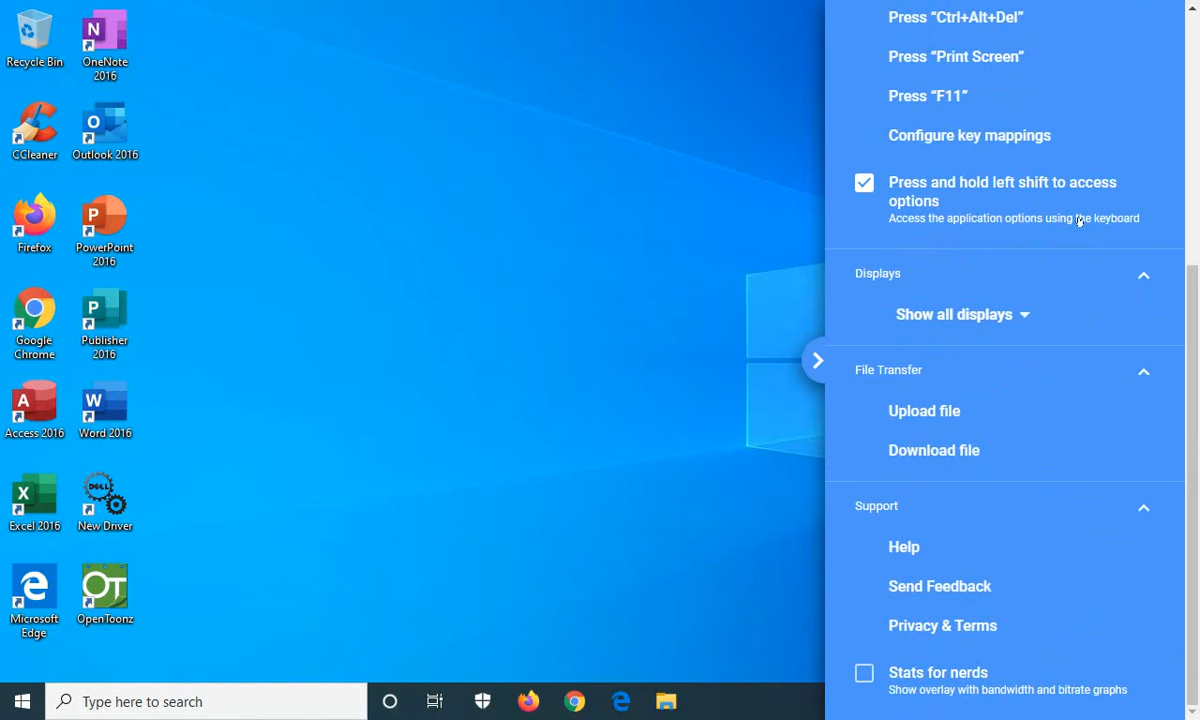 Recycle Bin
OneNote
2016
CCleaner
Outlook 2016
Firefox
PowerPoint
2016
Google
Chrome
Publisher
2016
Access 2016
Word 2016
Excel 2016
DELL
New Driver
Microsoft
Edge
OT
OpenToonz
Type here to search
Press “Ctrl+Alt+Del”
Press “Print Screen”
Press “F11”
Configure key mappings
Press and hold left shift to access
options
Access the application options using the keyboard
Displays
Show all displays
File Transfer
Upload file
Download file
Support
Help
Send Feedback
Privacy & Terms
Stats for nerds
Show overlay with bandwidth and bitrate graphs